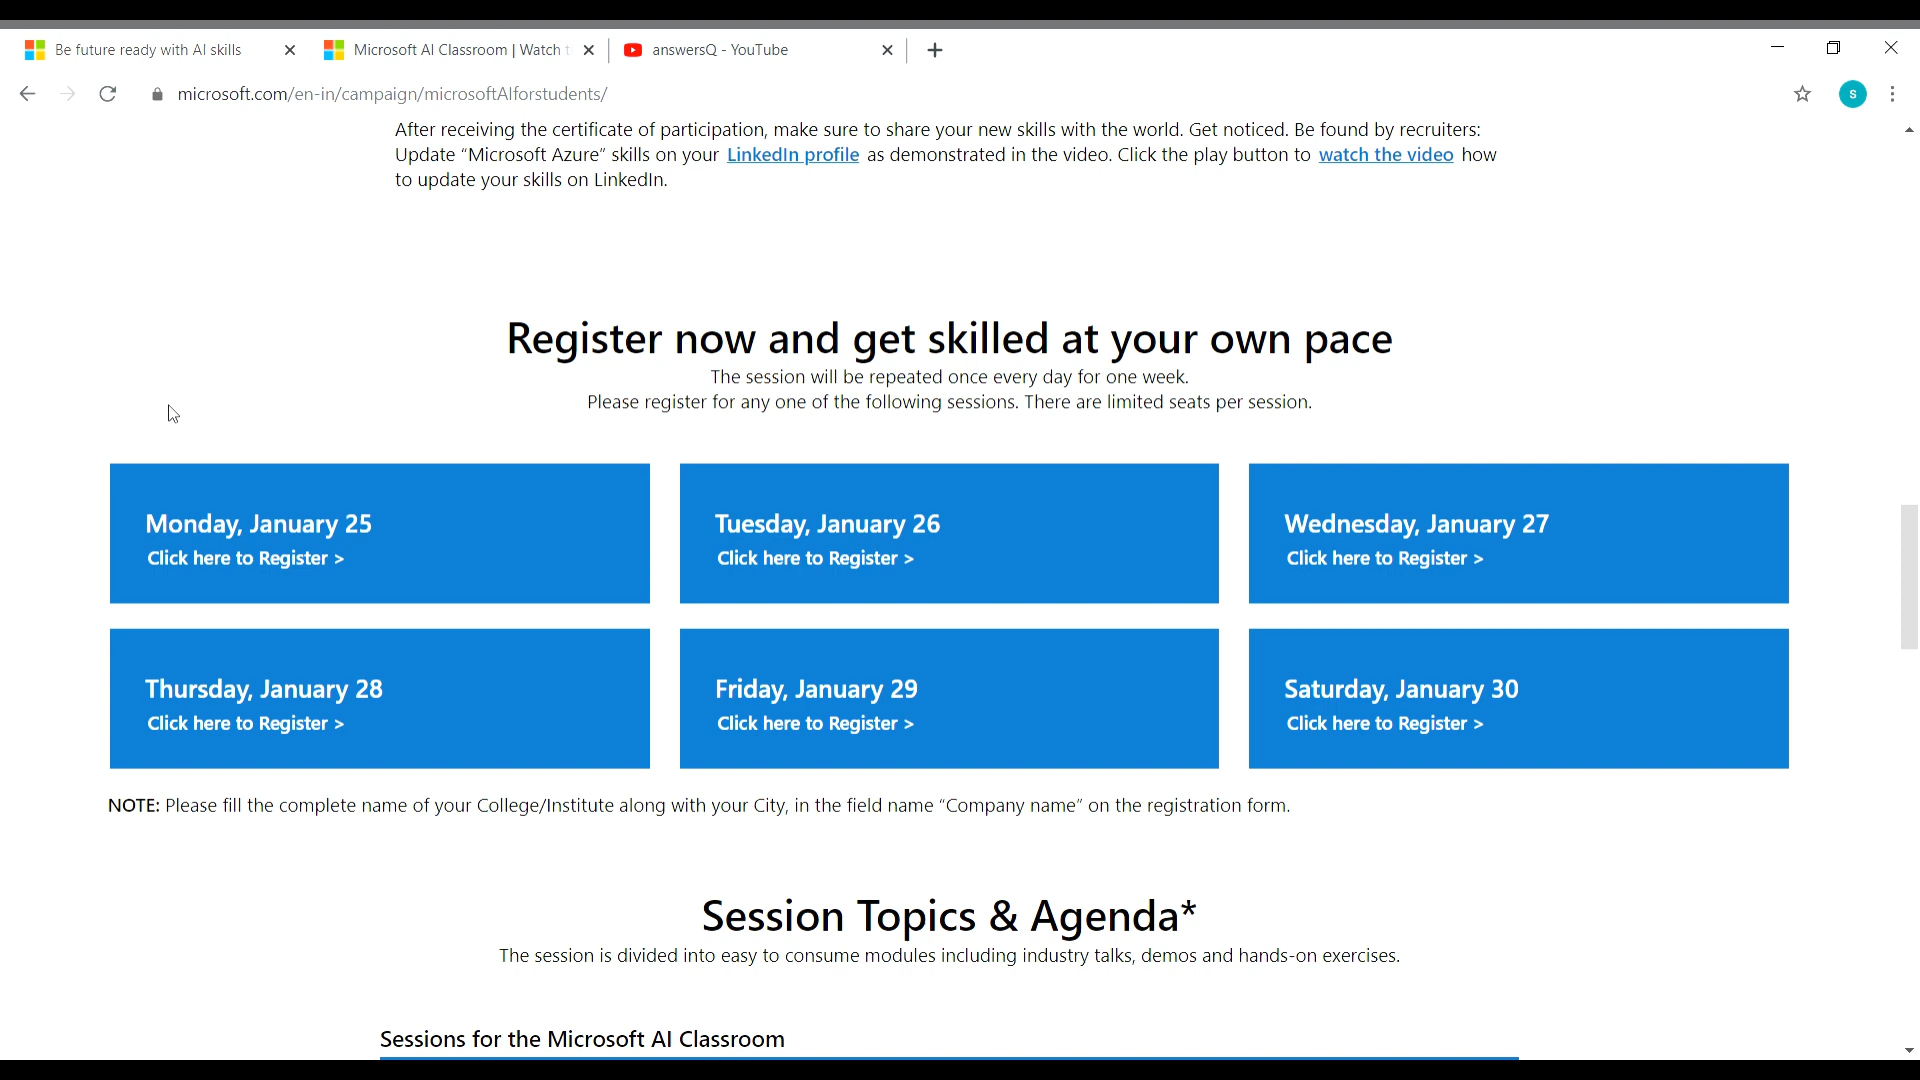 Be future ready with AI skills
Microsoft AI Classroom | Watch
answersQ - YouTube
microsoft.com/en-in/campaign/microsoftAIforstudents/
S
After receiving the certificate of participation, make sure to share your new skills with the world. Get noticed. Be found by recruiters:
Update “Microsoft Azure” skills on your LinkedIn profile as demonstrated in the video. Click the play button to watch the video how
to update your skills on LinkedIn.
Register now and get skilled at your own pace
The session will be repeated once every day for one week.
Please register for any one of the following sessions. There are limited seats per session.
Monday, January 25
Click here to Register >
Tuesday, January 26
Click here to Register >
Wednesday, January 27
Click here to Register >
Thursday, January 28
Click here to Register >
Friday, January 29
Click here to Register >
Saturday, January 30
Click here to Register >
NOTE: Please fill the complete name of your College/Institute along with your City, in the field name “Company name” on the registration form.
Session Topics & Agenda*
The session is divided into easy to consume modules including industry talks, demos and hands-on exercises.
Sessions for the Microsoft AI Classroom